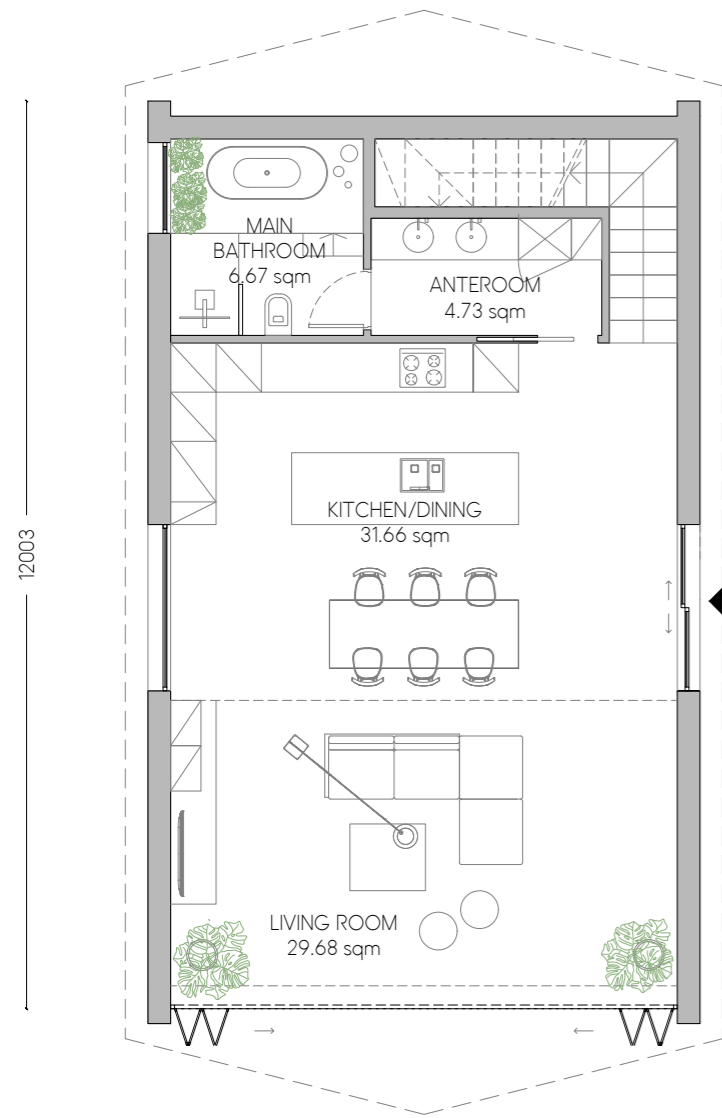 MAIN
BATHROOM
6.67 sqm
ANTEROOM
4.73 sqm
KITCHEN/DINING
31.66 sqm
12003
LIVING ROOM
29.68 sqm